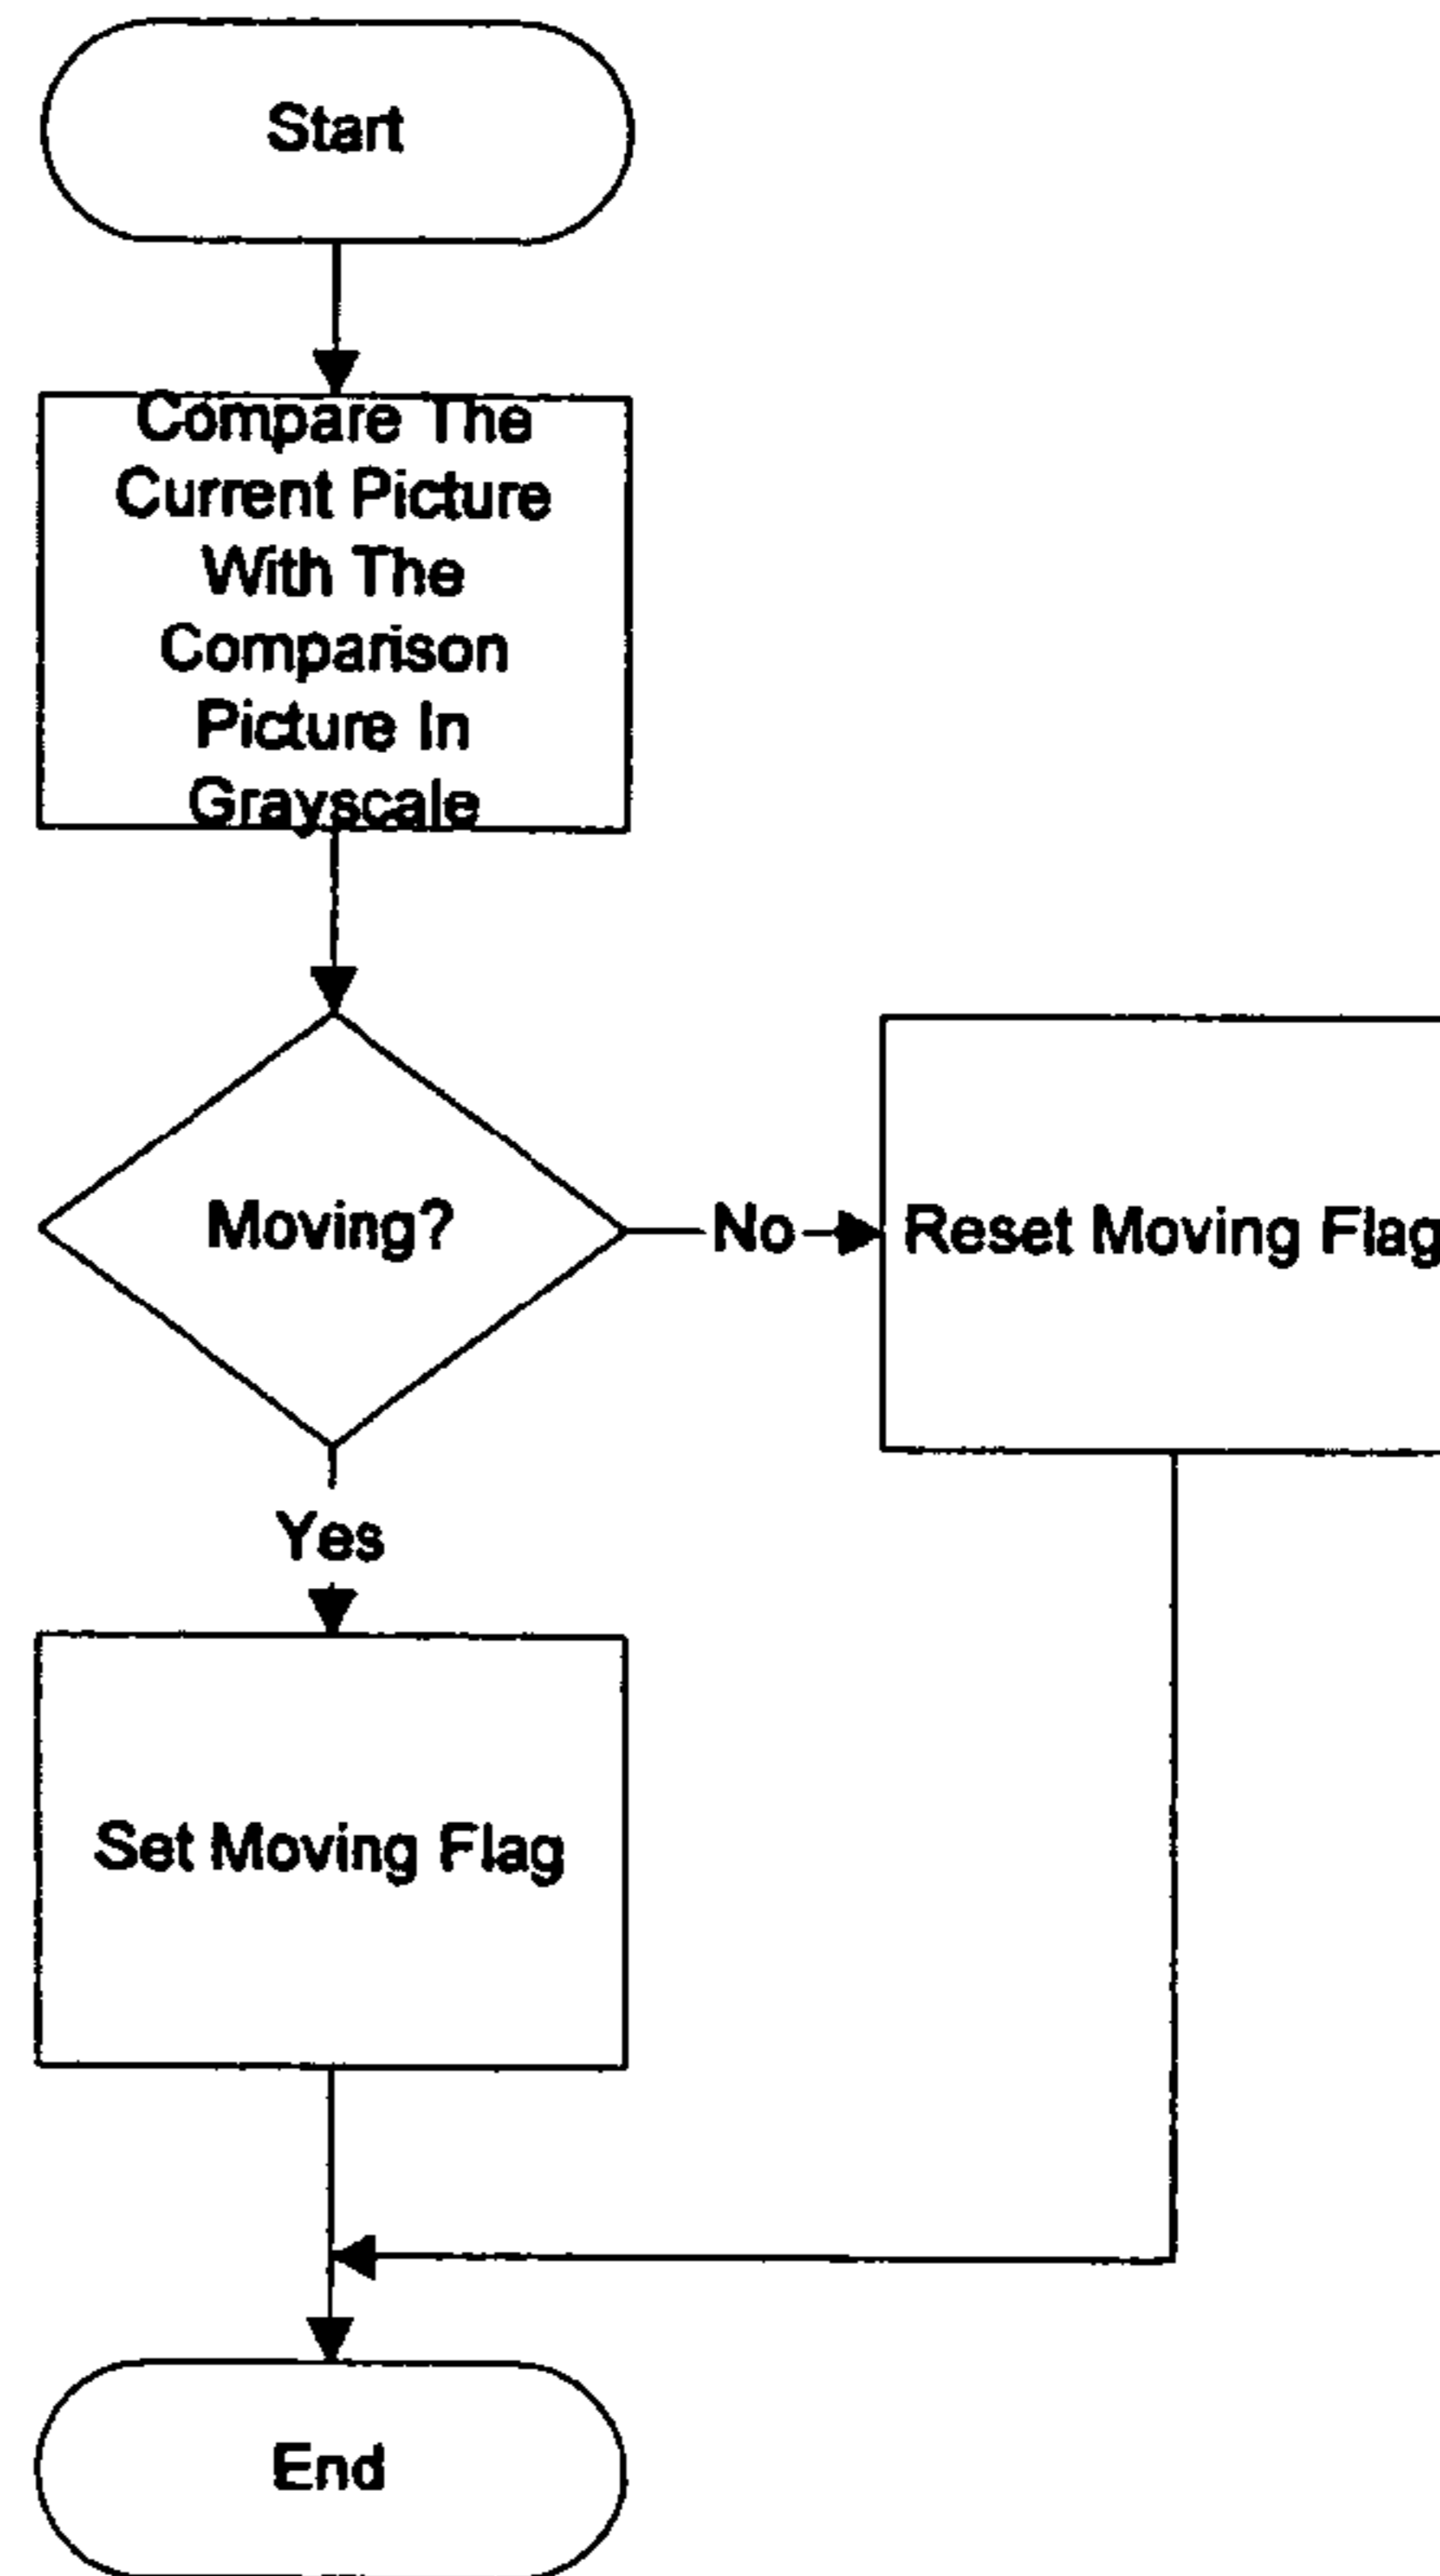 Start
Compare The
Current Picture
With The
Comparison
Picture In
Grayscale
Moving?
No
Reset Moving Flag
Yes
Set Moving Flag
End